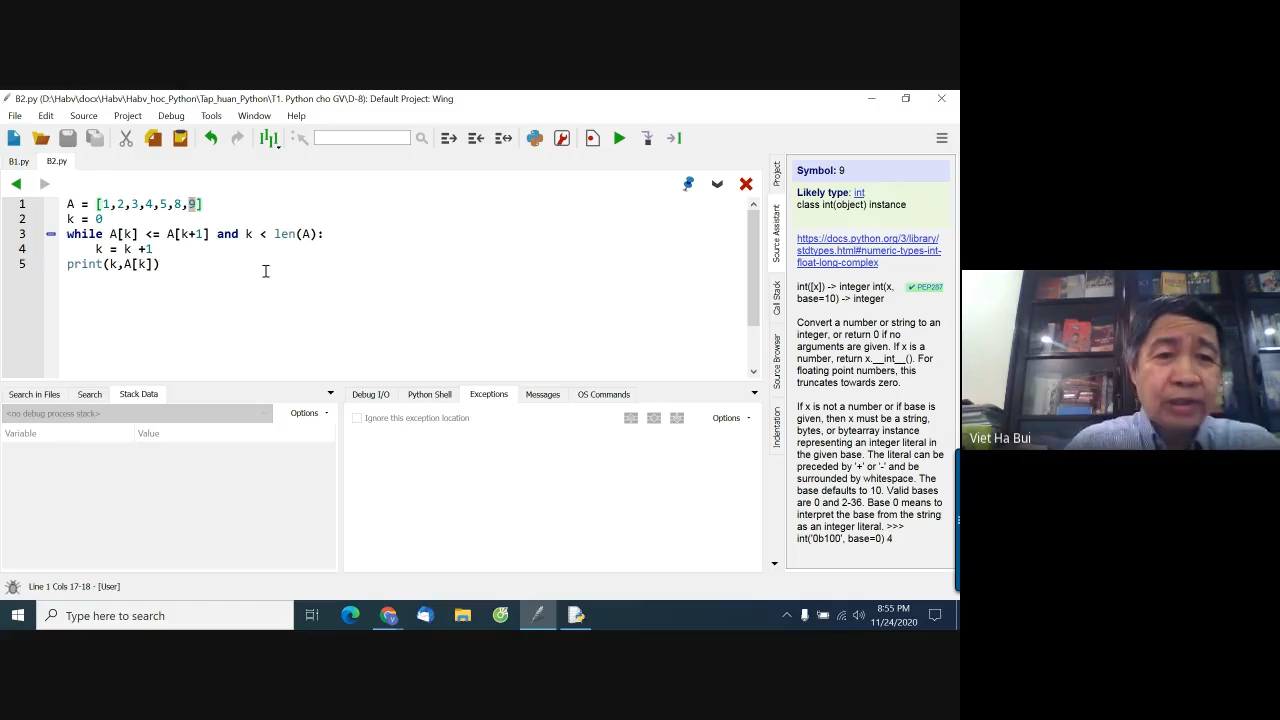 B2.py (D:\Habv\docx\Habv_hoc_Python\Tap_huan_Python\T1. Python cho GV\D-8): Default Project: Wing
File Edit Source Project Debug Tools Window Help
B1.py B2.py
1 A = [1,2,3,4,5,8,9]
2 k = 0
3 while A[k] <= A[k+1] and k < len(A):
4 k = k +1
5 print(k,A[k])
Project
Source Assistant
Call Stack
Source Browser
Indentation
Symbol: 9
Likely type: int
class int(object) instance
https://docs.python.org/3/library/
stdtypes.html#numeric-types-int-
float-long-complex
int([x]) -> integer int(x, ✔ PEP287
base=10) -> integer
Convert a number or string to an
integer, or return 0 if no
arguments are given. If x is a
number, return x.__int__(). For
floating point numbers, this
truncates towards zero.
If x is not a number or if base is
given, then x must be a string,
bytes, or bytearray instance
representing an integer literal in
the given base. The literal can be
preceded by '+' or '-' and be
surrounded by whitespace. The
base defaults to 10. Valid bases
are 0 and 2-36. Base 0 means to
interpret the base from the string
as an integer literal. >>>
int('0b100', base=0) 4
Viet Ha Bui
Search in Files Search Stack Data
<no debug process stack> Options
Variable Value
Debug I/O Python Shell Exceptions Messages OS Commands
Ignore this exception location Options
Line 1 Cols 17-18 - [User]
Type here to search
8:55 PM
11/24/2020